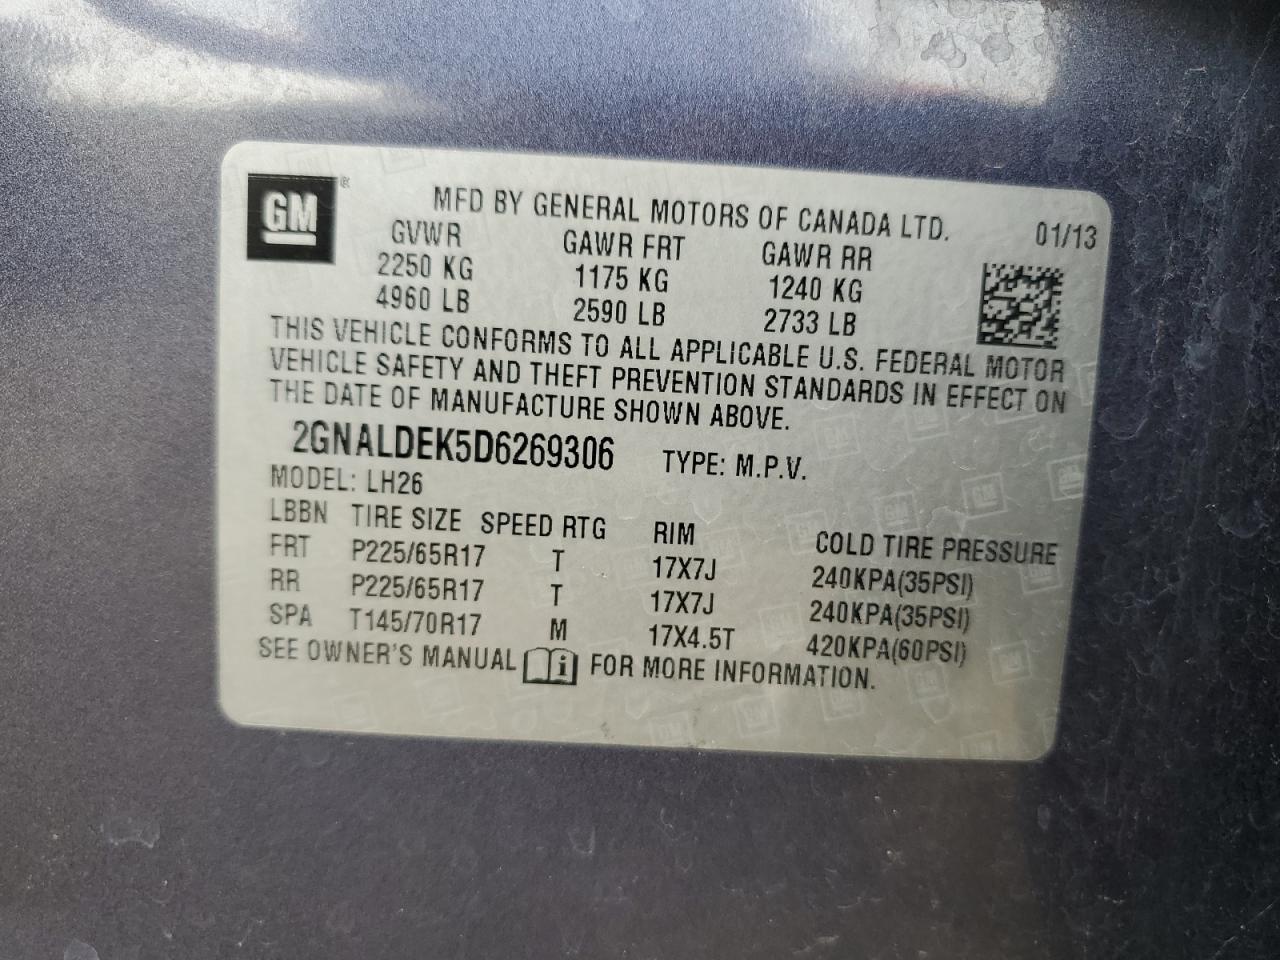 GM ®
MFD BY GENERAL MOTORS OF CANADA LTD. 01/13
GVWR GAWR FRT GAWR RR
2250 KG 1175 KG 1240 KG
4960 LB 2590 LB 2733 LB
THIS VEHICLE CONFORMS TO ALL APPLICABLE U.S. FEDERAL MOTOR
VEHICLE SAFETY AND THEFT PREVENTION STANDARDS IN EFFECT ON
THE DATE OF MANUFACTURE SHOWN ABOVE.
2GNALDEK5D6269306 TYPE: M.P.V.
MODEL: LH26
LBBN TIRE SIZE SPEED RTG RIM COLD TIRE PRESSURE
FRT P225/65R17 T 17X7J 240KPA(35PSI)
RR P225/65R17 T 17X7J 240KPA(35PSI)
SPA T145/70R17 M 17X4.5T 420KPA(60PSI)
SEE OWNER'S MANUAL i FOR MORE INFORMATION.